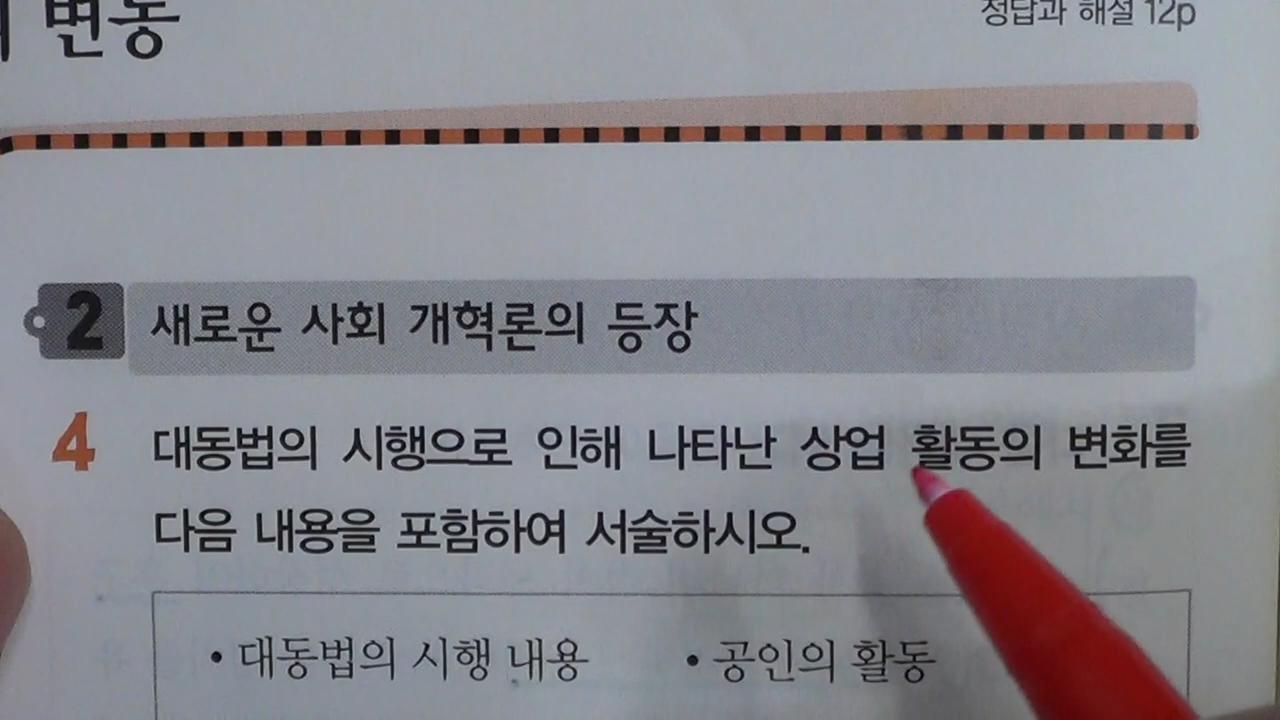 변동
정답과 해설 12p
2 새로운 사회 개혁론의 등장
4 대동법의 시행으로 인해 나타난 상업 활동의 변화를
다음 내용을 포함하여 서술하시오.
• 대동법의 시행 내용 • 공인의 활동